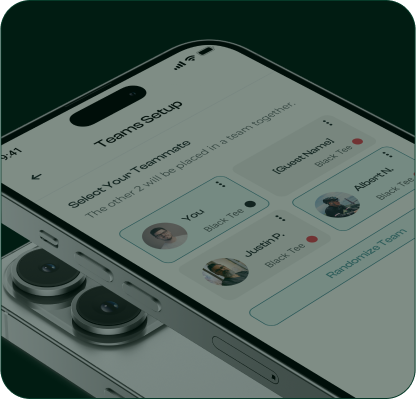 9:41
Teams Setup
Select Your Teammate
The other 2 will be placed in a team together.
You
Black Tee
[Guest Name]
Black Tee
Justin P.
Black Tee
Albert N.
Black Tee
Randomize Team